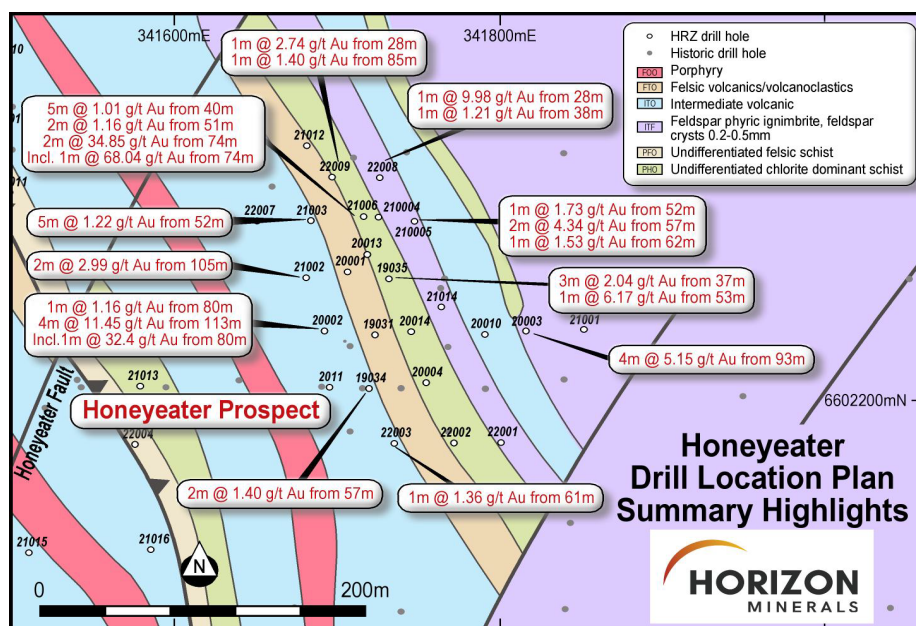 341600mE
341800mE
1m @ 2.74 g/t Au from 28m
1m @ 1.40 g/t Au from 85m
HRZ drill hole
Historic drill hole
FOO Porphyry
FTO Felsic volcanics/volcanoclastics
ITO Intermediate volcanic
ITF Feldspar phyric ignimbrite, feldspar
crysts 0.2-0.5mm
PFO Undifferentiated felsic schist
PHO Undifferentiated chlorite dominant schist
1m @ 9.98 g/t Au from 28m
1m @ 1.21 g/t Au from 38m
5m @ 1.01 g/t Au from 40m
2m @ 1.16 g/t Au from 51m
2m @ 34.85 g/t Au from 74m
Incl. 1m @ 68.04 g/t Au from 74m
21012
22009
22008
5m @ 1.22 g/t Au from 52m
22007
21003
21006
210004
210005
1m @ 1.73 g/t Au from 52m
2m @ 4.34 g/t Au from 57m
1m @ 1.53 g/t Au from 62m
20013
2m @ 2.99 g/t Au from 105m
21002
20001
19035
3m @ 2.04 g/t Au from 37m
1m @ 6.17 g/t Au from 53m
21014
1m @ 1.16 g/t Au from 80m
4m @ 11.45 g/t Au from 113m
Incl.1m @ 32.4 g/t Au from 80m
20002
19031
20014
20010
20003
21001
4m @ 5.15 g/t Au from 93m
21013
2011
19034
20004
6602200mN
Honeyeater Fault
Honeyeater Prospect
22004
22003
22002
22001
Honeyeater
Drill Location Plan
Summary Highlights
2m @ 1.40 g/t Au from 57m
1m @ 1.36 g/t Au from 61m
21015
21016
N
0
200m
HORIZON
MINERALS